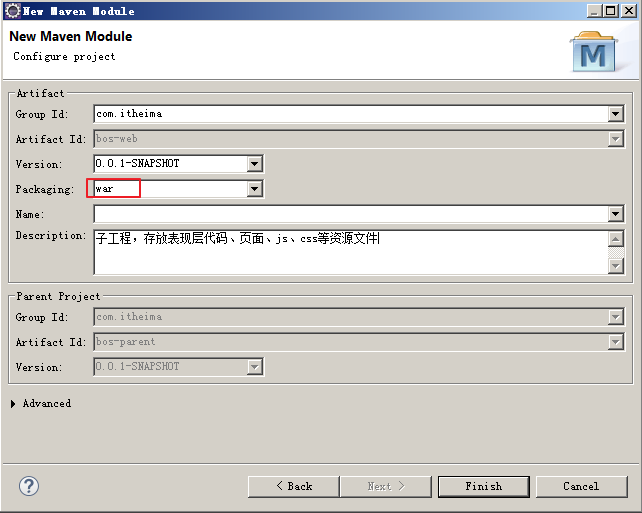 New Maven Module
New Maven Module
Configure project
M
Artifact
Group Id: com.itheima
Artifact Id: bos-web
Version: 0.0.1-SNAPSHOT
Packaging: war
Name:
Description: 子工程，存放表现层代码、页面、js、css等资源文件
Parent Project
Group Id: com.itheima
Artifact Id: bos-parent
Version: 0.0.1-SNAPSHOT
Advanced
? < Back Next > Finish Cancel